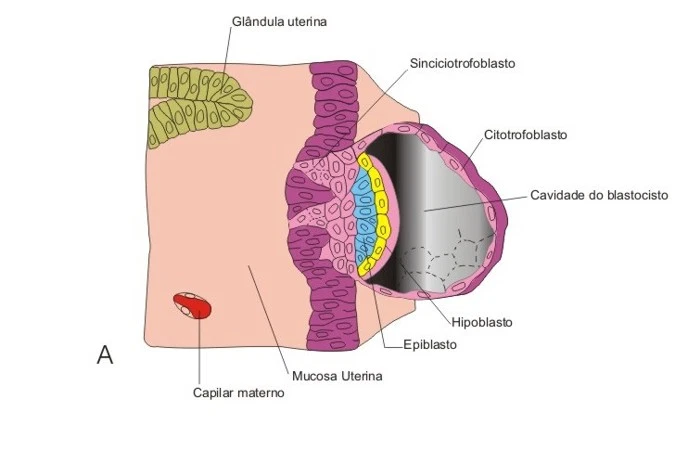 Glândula uterina
Sinciciotrofoblasto
Citotrofoblasto
Cavidade do blastocisto
Hipoblasto
Epiblasto
A
Mucosa Uterina
Capilar materno